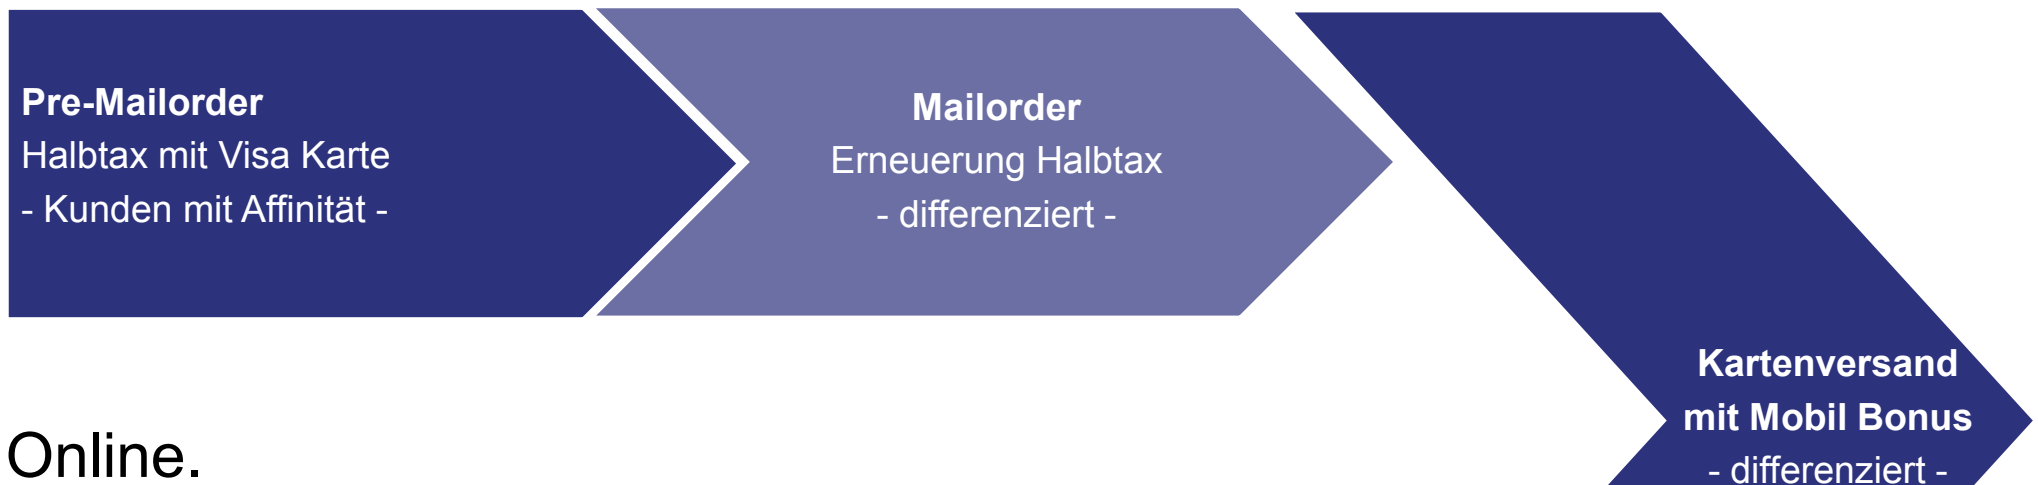 Pre-Mailorder
Halbtax mit Visa Karte
- Kunden mit Affinität -
Mailorder
Erneuerung Halbtax
- differenziert -
Kartenversand
mit Mobil Bonus
- differenziert -
Online.